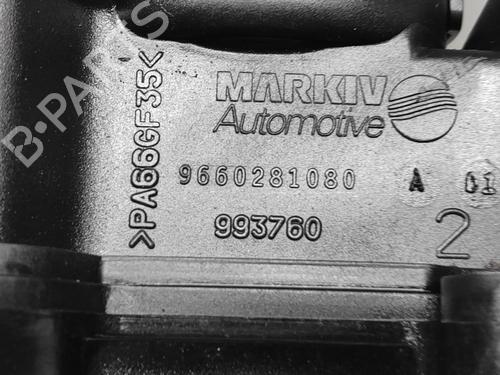 MARKIV
Automotive
>PA66GF35<
9660281080 A 01
993760 2
B-PARTS